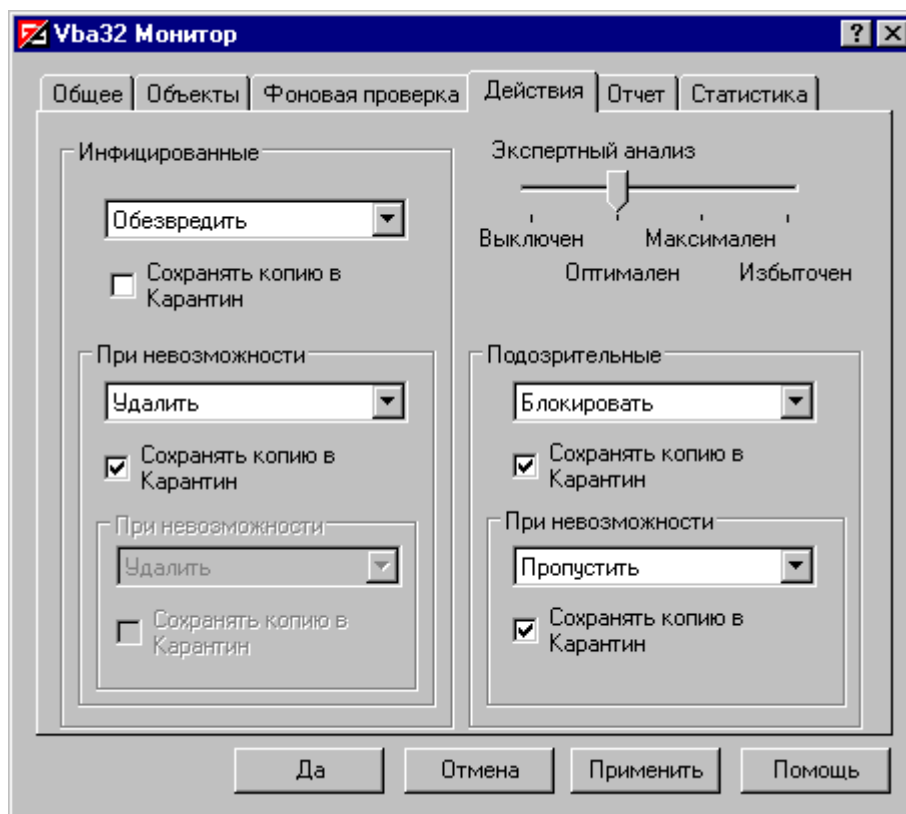 Vba32 Монитор
Общее Объекты Фоновая проверка Действия Отчет Статистика
Инфицированные
Обезвредить
Сохранять копию в
Карантин
При невозможности
Удалить
Сохранять копию в
Карантин
При невозможности
Удалить
Сохранять копию в
Карантин
Экспертный анализ
Выключен Максимален
Оптимален Избыточен
Подозрительные
Блокировать
Сохранять копию в
Карантин
При невозможности
Пропустить
Сохранять копию в
Карантин
Да Отмена Применить Помощь